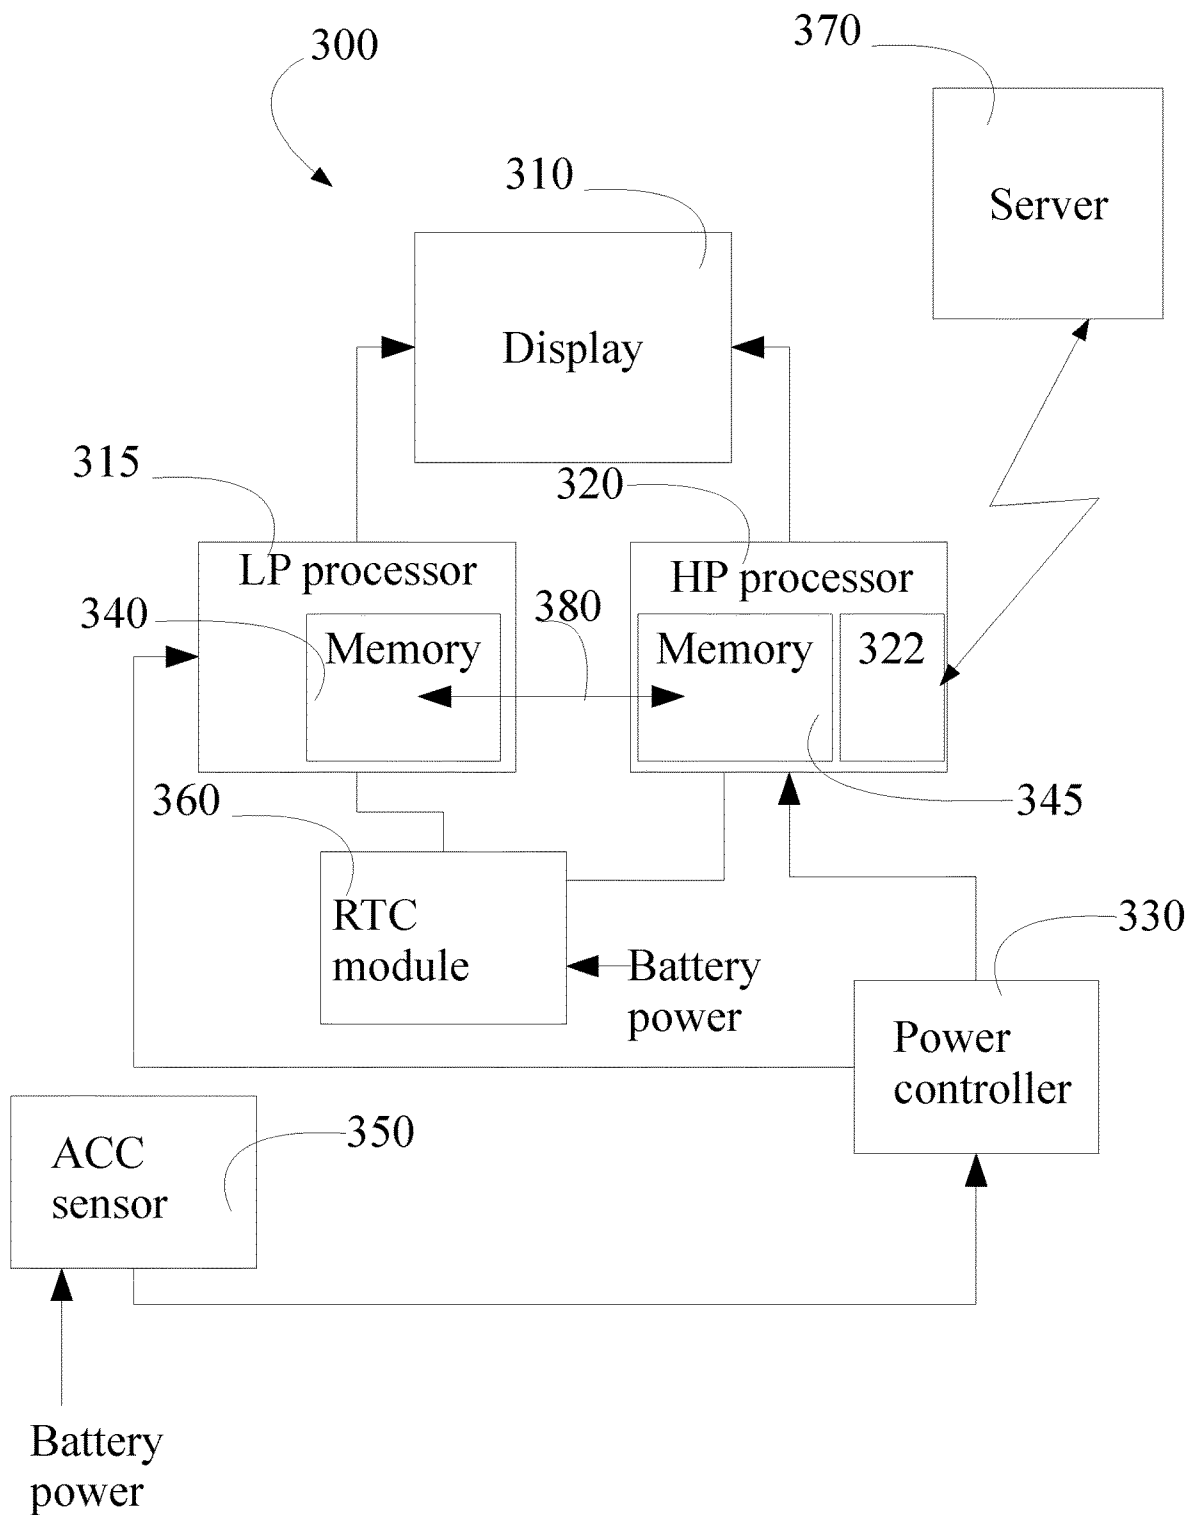 300
370
310
Server
Display
315
320
LP processor
HP processor
340
380
Memory
Memory
322
360
345
RTC
module
330
Battery
power
Power
controller
350
ACC
sensor
Battery
power